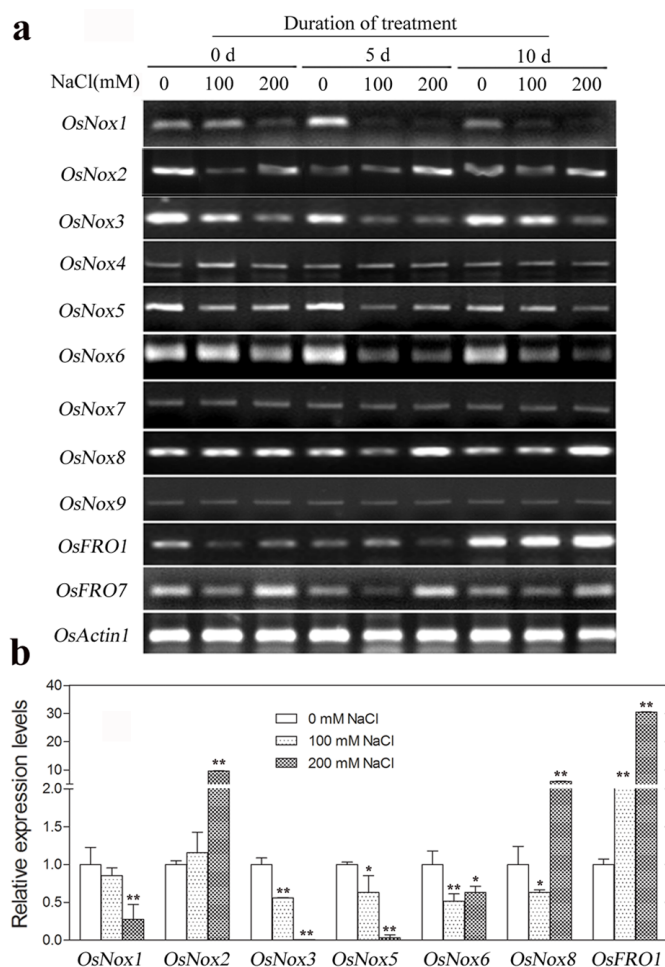 a
Duration of treatment
0 d 5 d 10 d
NaCl(mM) 0 100 200 0 100 200 0 100 200
OsNox1
OsNox2
OsNox3
OsNox4
OsNox5
OsNox6
OsNox7
OsNox8
OsNox9
OsFRO1
OsFRO7
OsActin1
b
Relative expression levels
40
30
20
10
2.0
1.5
1.0
0.5
0.0
0 mM NaCl
100 mM NaCl
200 mM NaCl
** ** ** * ** ** * * ** ** **
OsNox1 OsNox2 OsNox3 OsNox5 OsNox6 OsNox8 OsFRO1